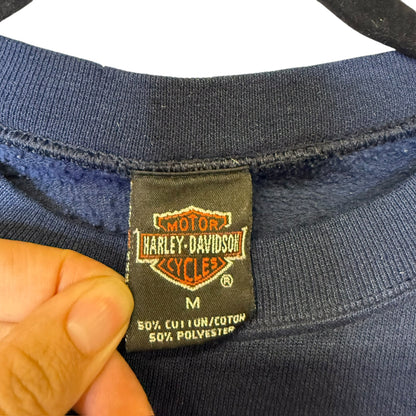 MOTOR
HARLEY-DAVIDSON
CYCLES
®
M
50% COTTON/COTON
50% POLYESTER